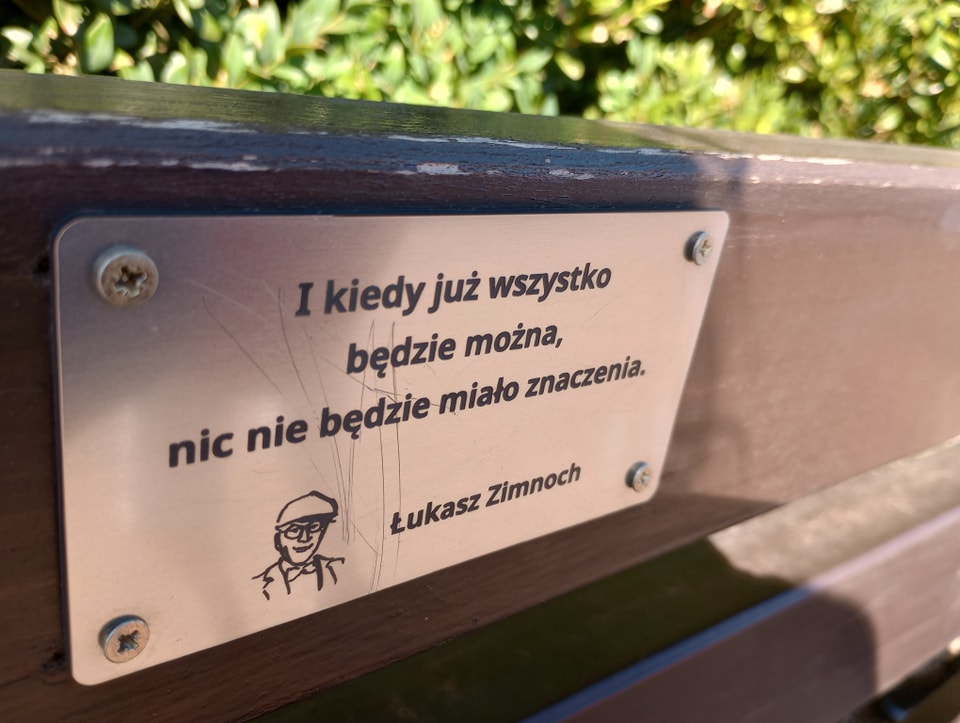 I kiedy już wszystko
będzie można,
nic nie będzie miało znaczenia.
Łukasz Zimnoch